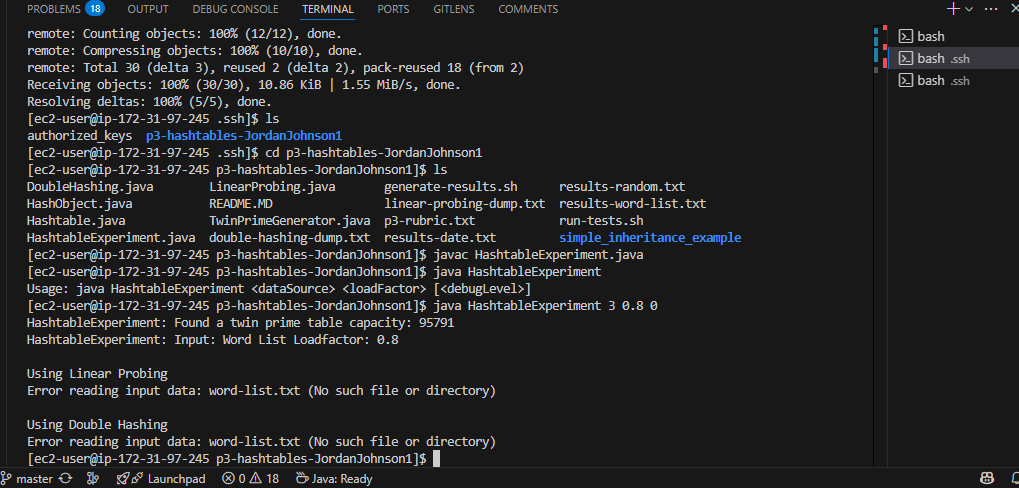 PROBLEMS 18 OUTPUT DEBUG CONSOLE TERMINAL PORTS GITLENS COMMENTS
remote: Counting objects: 100% (12/12), done.
remote: Compressing objects: 100% (10/10), done.
remote: Total 30 (delta 3), reused 2 (delta 2), pack-reused 18 (from 2)
Receiving objects: 100% (30/30), 10.86 KiB | 1.55 MiB/s, done.
Resolving deltas: 100% (5/5), done.
[ec2-user@ip-172-31-97-245 .ssh]$ ls
authorized_keys p3-hashtables-JordanJohnson1
[ec2-user@ip-172-31-97-245 .ssh]$ cd p3-hashtables-JordanJohnson1
[ec2-user@ip-172-31-97-245 p3-hashtables-JordanJohnson1]$ ls
DoubleHashing.java LinearProbing.java generate-results.sh results-random.txt
HashObject.java README.MD linear-probing-dump.txt results-word-list.txt
Hashtable.java TwinPrimeGenerator.java p3-rubric.txt run-tests.sh
HashtableExperiment.java double-hashing-dump.txt results-date.txt simple_inheritance_example
[ec2-user@ip-172-31-97-245 p3-hashtables-JordanJohnson1]$ javac HashtableExperiment.java
[ec2-user@ip-172-31-97-245 p3-hashtables-JordanJohnson1]$ java HashtableExperiment
Usage: java HashtableExperiment <dataSource> <loadFactor> [<debugLevel>]
[ec2-user@ip-172-31-97-245 p3-hashtables-JordanJohnson1]$ java HashtableExperiment 3 0.8 0
HashtableExperiment: Found a twin prime table capacity: 95791
HashtableExperiment: Input: Word List Loadfactor: 0.8
Using Linear Probing
Error reading input data: word-list.txt (No such file or directory)
Using Double Hashing
Error reading input data: word-list.txt (No such file or directory)
[ec2-user@ip-172-31-97-245 p3-hashtables-JordanJohnson1]$
bash
bash .ssh
bash .ssh
master Launchpad 0 18 Java: Ready